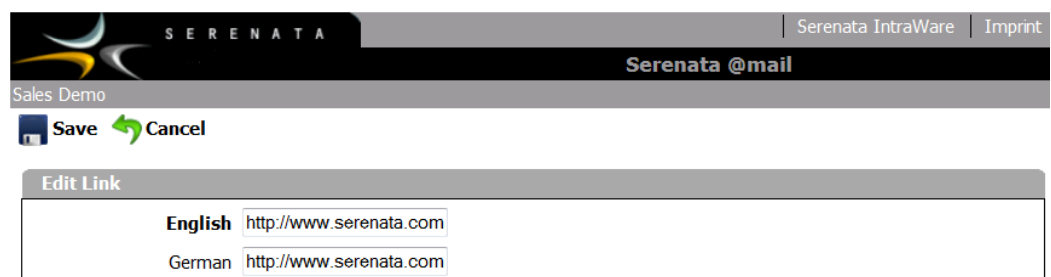 SERENATA
Serenata IntraWare
Imprint
Serenata @mail
Sales Demo
Save
Cancel
Edit Link
English http://www.serenata.com
German http://www.serenata.com